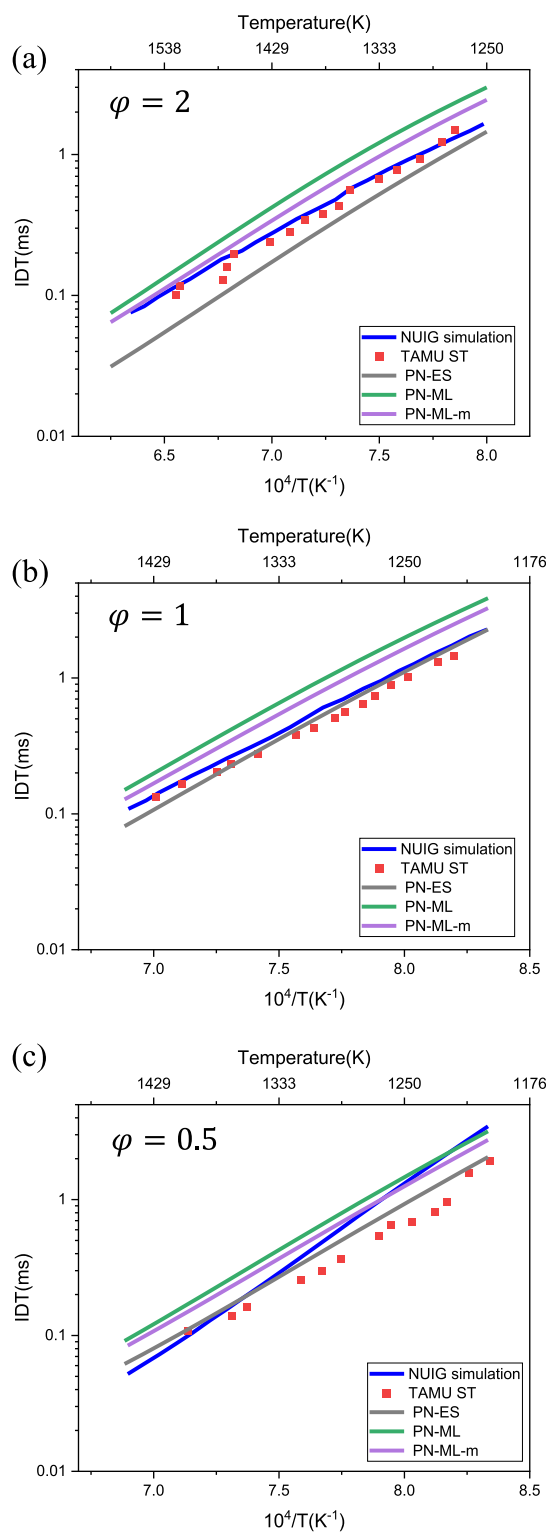 Temperature(K)
1538 1429 1333 1250
(a)
φ = 2
1
0.1
0.01
IDT(ms)
NUIG simulation
TAMU ST
PN-ES
PN-ML
PN-ML-m
6.5 7.0 7.5 8.0
10⁴/T(K⁻¹)
Temperature(K)
(b)
1429 1333 1250 1176
φ = 1
1
0.1
0.01
IDT(ms)
NUIG simulation
TAMU ST
PN-ES
PN-ML
PN-ML-m
7.0 7.5 8.0 8.5
10⁴/T(K⁻¹)
(c)
Temperature(K)
1429 1333 1250 1176
φ = 0.5
1
0.1
0.01
IDT(ms)
NUIG simulation
TAMU ST
PN-ES
PN-ML
PN-ML-m
7.0 7.5 8.0 8.5
10⁴/T(K⁻¹)